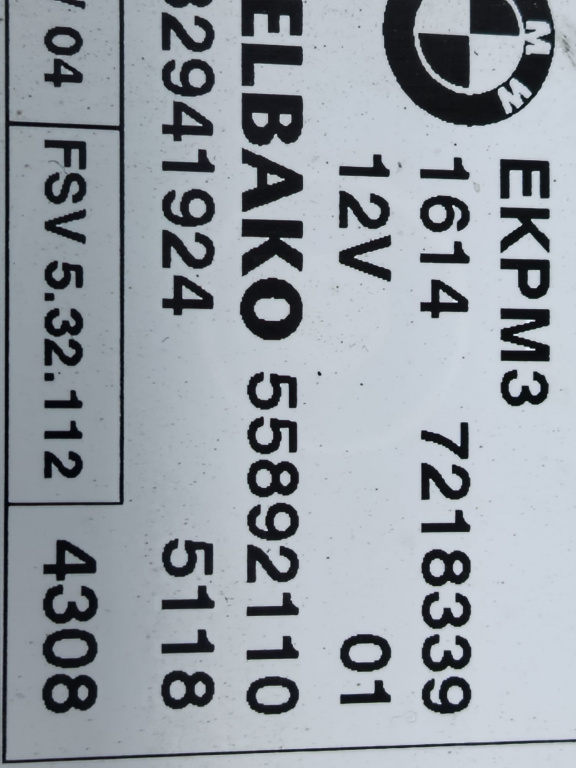 BMW
EKPM3
1614 7218339
12V 01
ELBAKO 55892110
32941924 5118
/ 04 FSV 5.32.112 4308